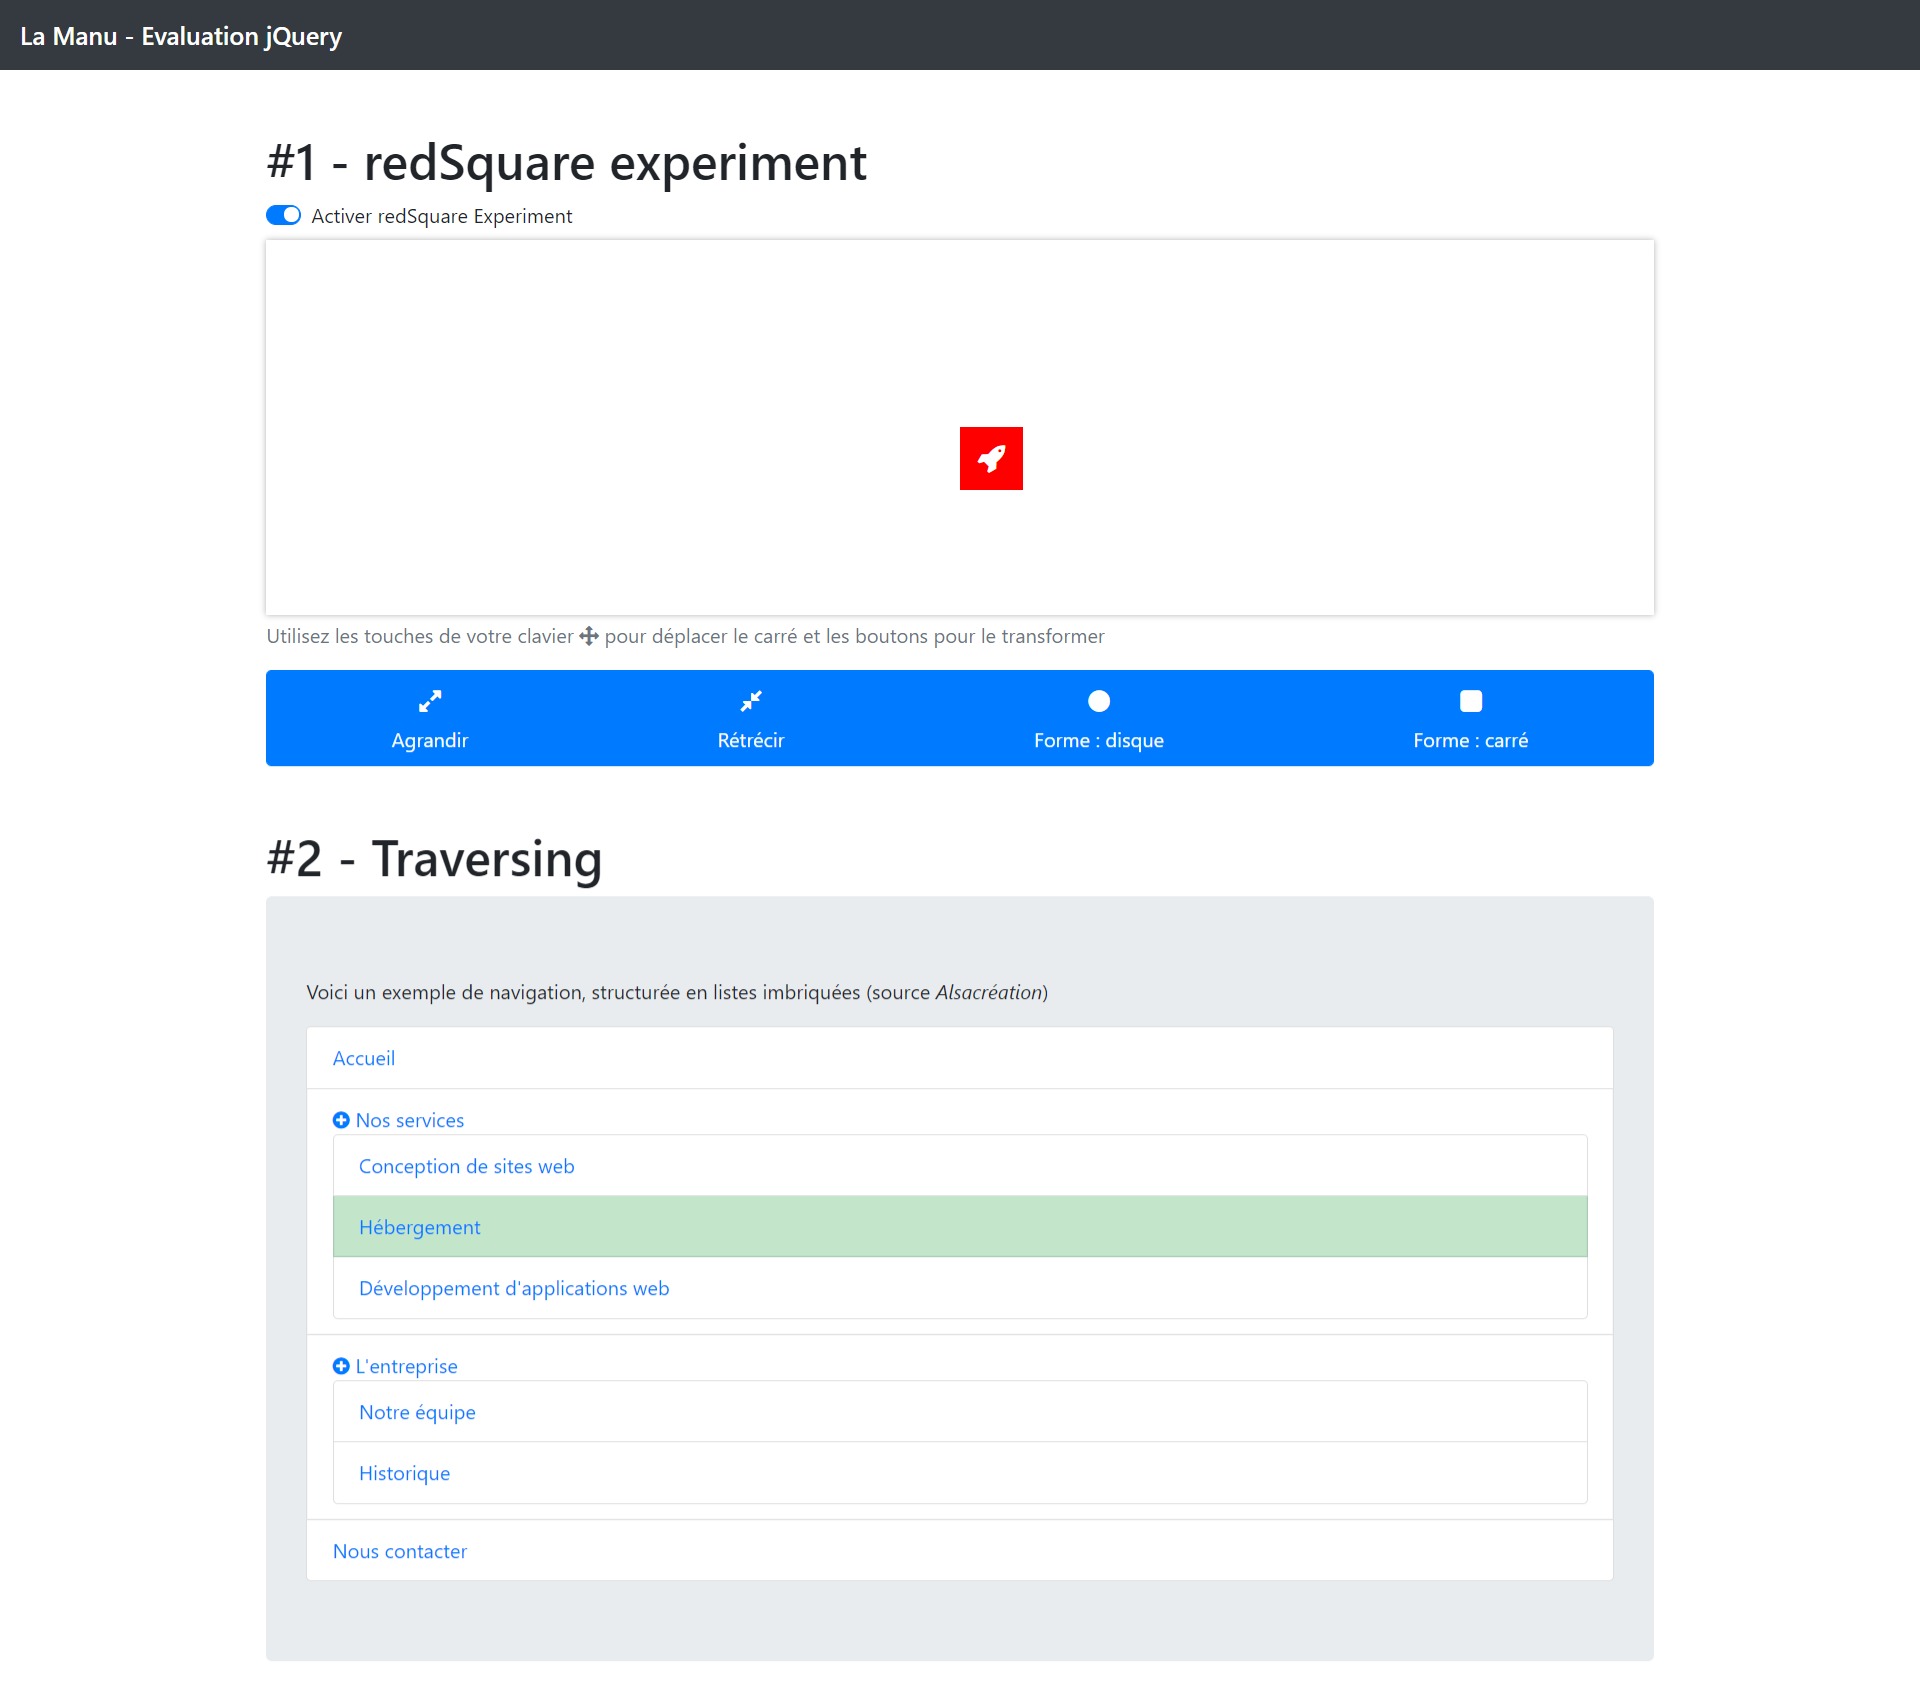 La Manu - Evaluation jQuery
#1 - redSquare experiment
Activer redSquare Experiment
Utilisez les touches de votre clavier pour déplacer le carré et les boutons pour le transformer
Agrandir
Rétrécir
Forme : disque
Forme : carré
#2 - Traversing
Voici un exemple de navigation, structurée en listes imbriquées (source Alsacréation)
Accueil
Nos services
Conception de sites web
Hébergement
Développement d'applications web
L'entreprise
Notre équipe
Historique
Nous contacter